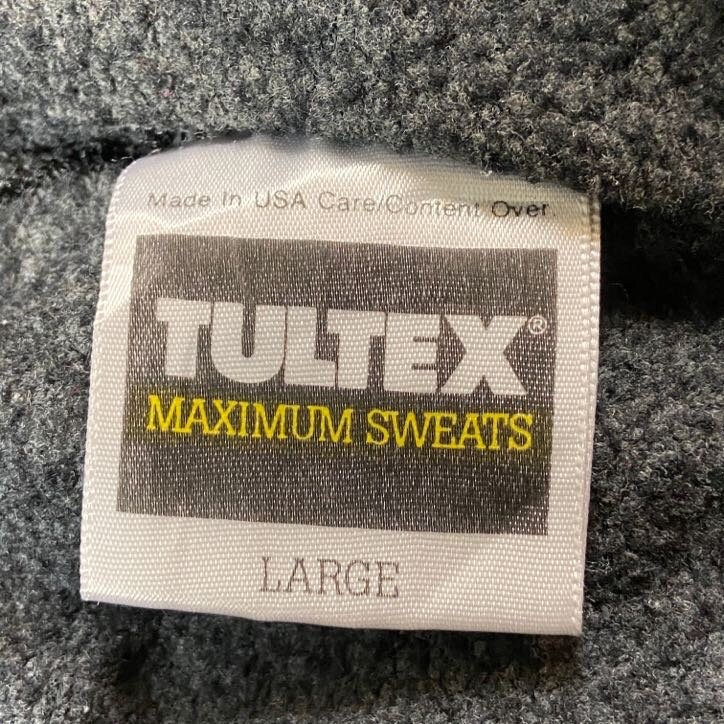 Made In USA Care/Content Over.
TULTEX®
MAXIMUM SWEATS
LARGE